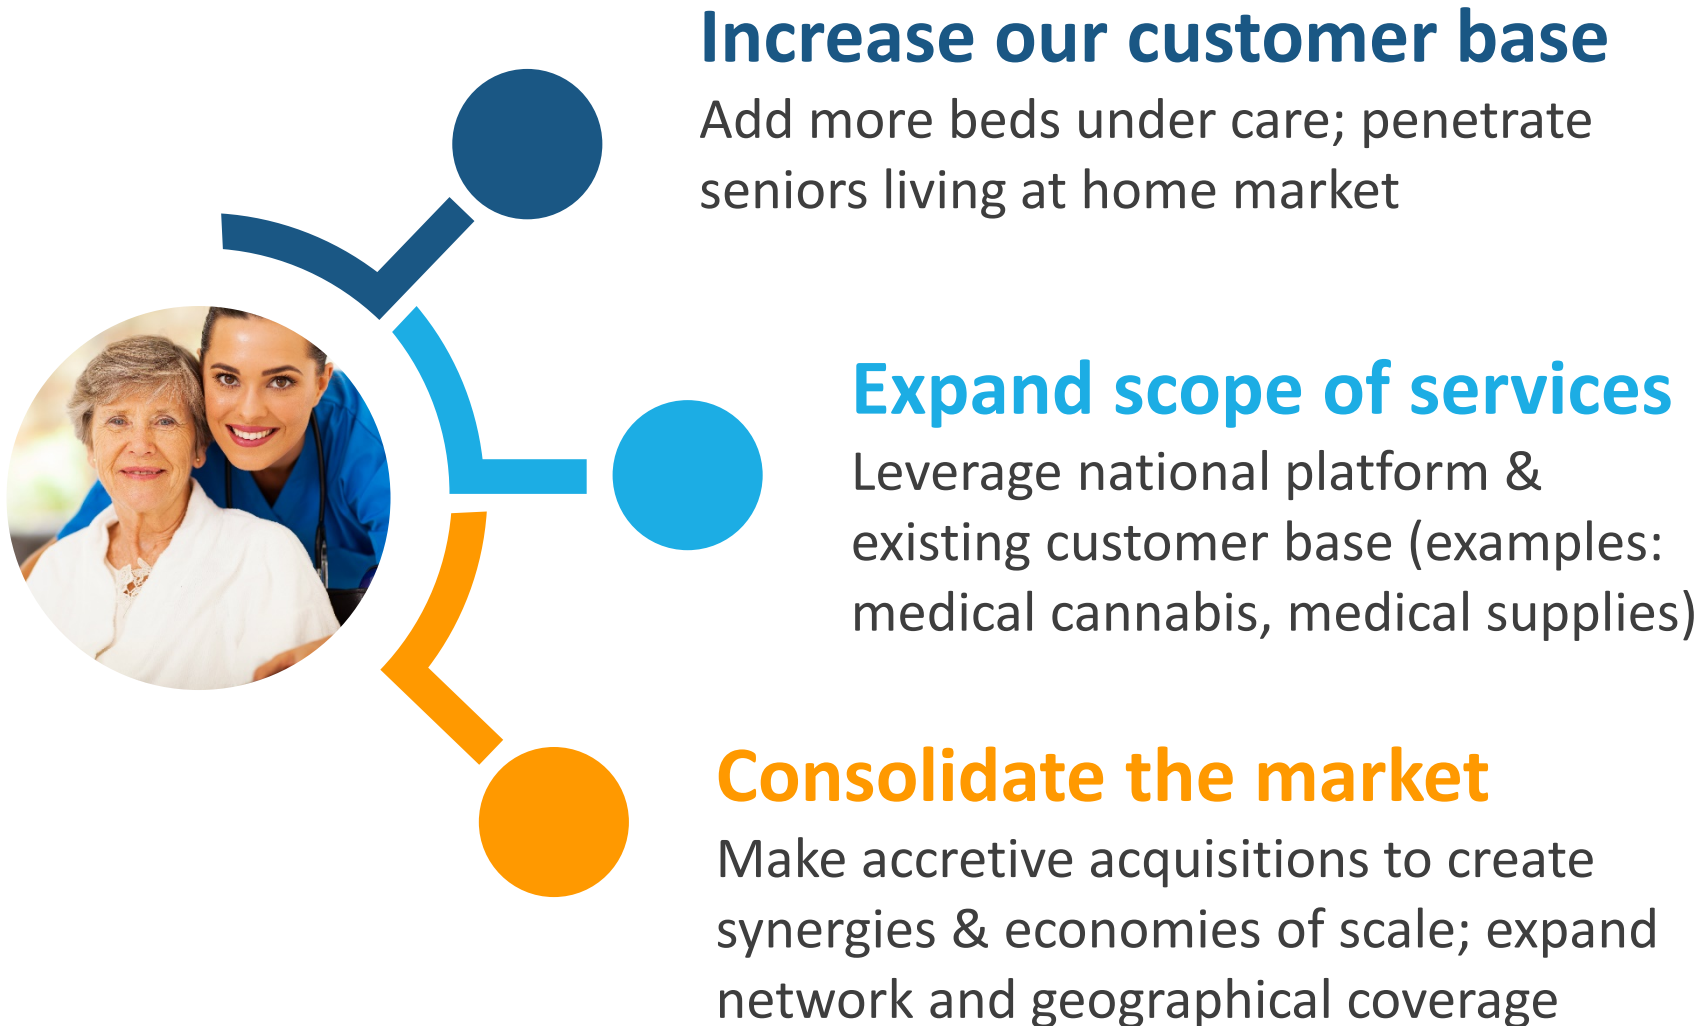 Increase our customer base
Add more beds under care; penetrate
seniors living at home market
Expand scope of services
Leverage national platform &
existing customer base (examples:
medical cannabis, medical supplies)
Consolidate the market
Make accretive acquisitions to create
synergies & economies of scale; expand
network and geographical coverage